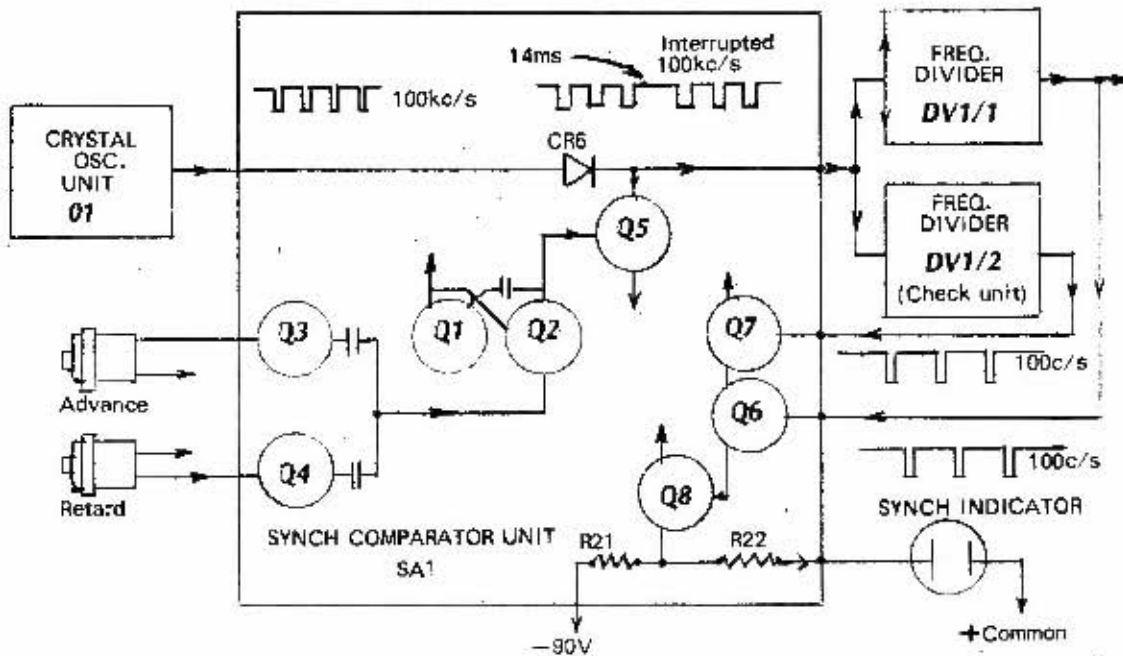 14ms
Interrupted
100kc/s
100kc/s
FREQ.
DIVIDER
DV1/1
CRYSTAL
OSC.
UNIT
01
CR6
Q5
FREQ.
DIVIDER
DV1/2
(Check unit)
Q3
Q1
Q2
Q7
Advance
100c/s
Q6
Q4
Retard
Q8
100c/s
SYNCH COMPARATOR UNIT
SA1
R21
R22
SYNCH INDICATOR
—90V
+Common